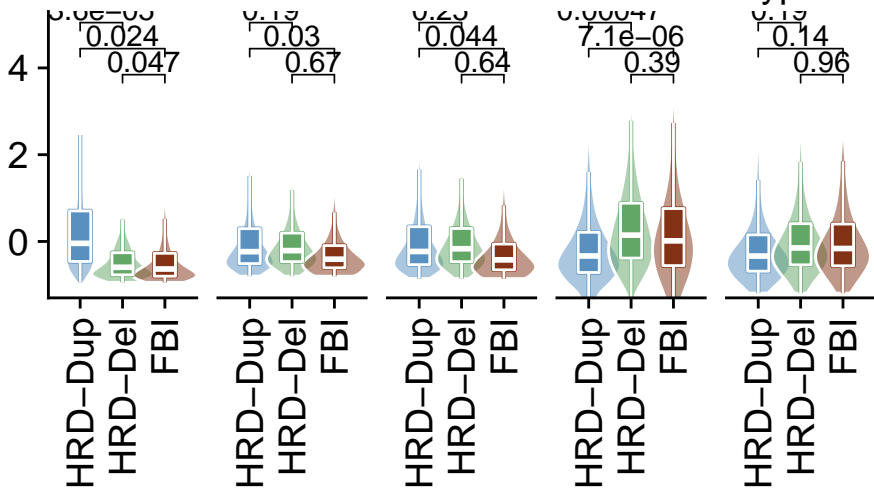 0.024 0.03 0.044 7.1e−06 0.14
0.047 0.67 0.64 0.39 0.96
4
2
0
HRD−Dup HRD−Del FBI HRD−Dup HRD−Del FBI HRD−Dup HRD−Del FBI HRD−Dup HRD−Del FBI HRD−Dup HRD−Del FBI